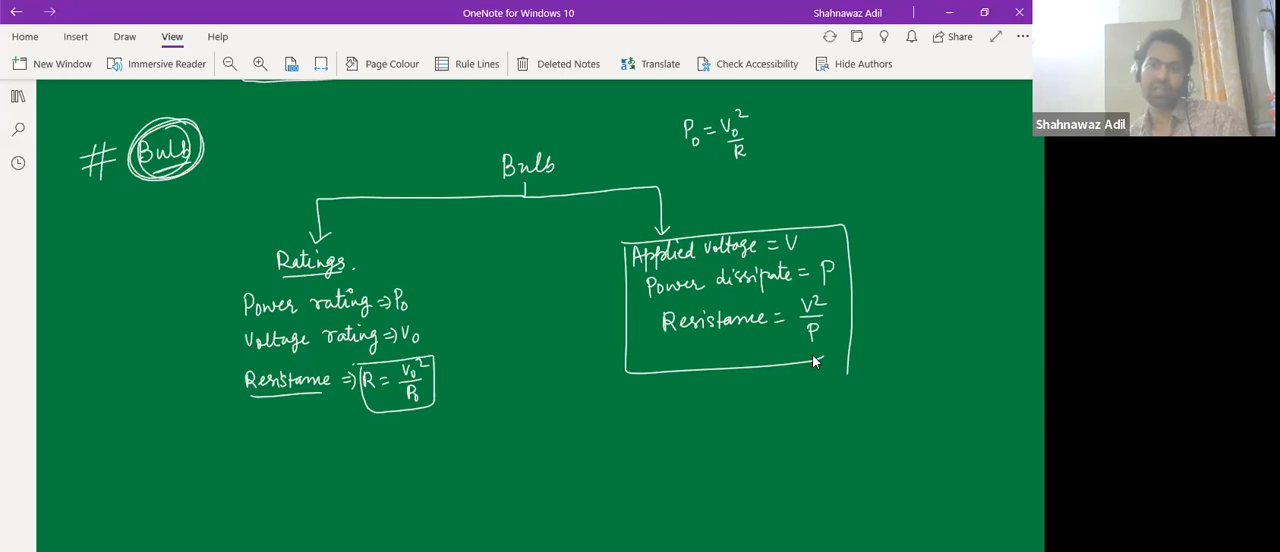 OneNote for Windows 10
Shahnawaz Adil
Home Insert Draw View Help
Share
New Window Immersive Reader Page Colour Rule Lines Deleted Notes Translate Check Accessibility Hide Authors
Shahnawaz Adil
# Bulb
P₀ = V₀²/R
Bulb
Ratings.
Power rating ⇒ P₀
Voltage rating ⇒ V₀
Resistance ⇒ R = V₀²/P₀
Applied voltage = V
Power dissipate = P
Resistance = V²/P